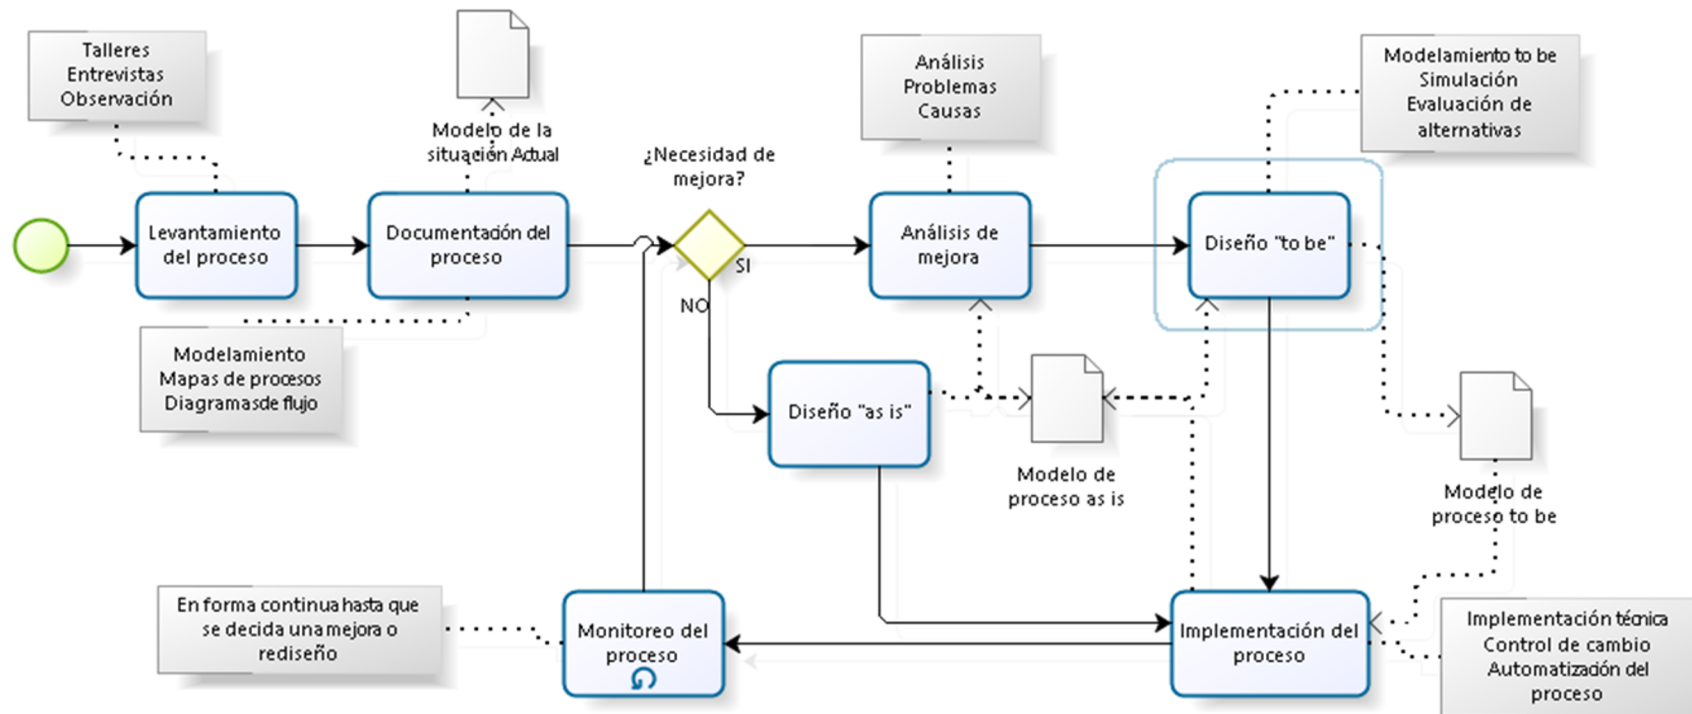 Talleres
Entrevistas
Observación
Modelo de la
situación Actual
¿Necesidad de
mejora?
Análisis
Problemas
Causas
Modelamiento to be
Simulación
Evaluación de
alternativas
Levantamiento
del proceso
Documentación del
proceso
SI
NO
Análisis de
mejora
Diseño "to be"
Modelamiento
Mapas de procesos
Diagramas de flujo
Diseño "as is"
Modelo de
proceso as is
Modelo de
proceso to be
En forma continua hasta que
se decida una mejora o
rediseño
Monitoreo del
proceso
Implementación del
proceso
Implementación técnica
Control de cambio
Automatización del
proceso